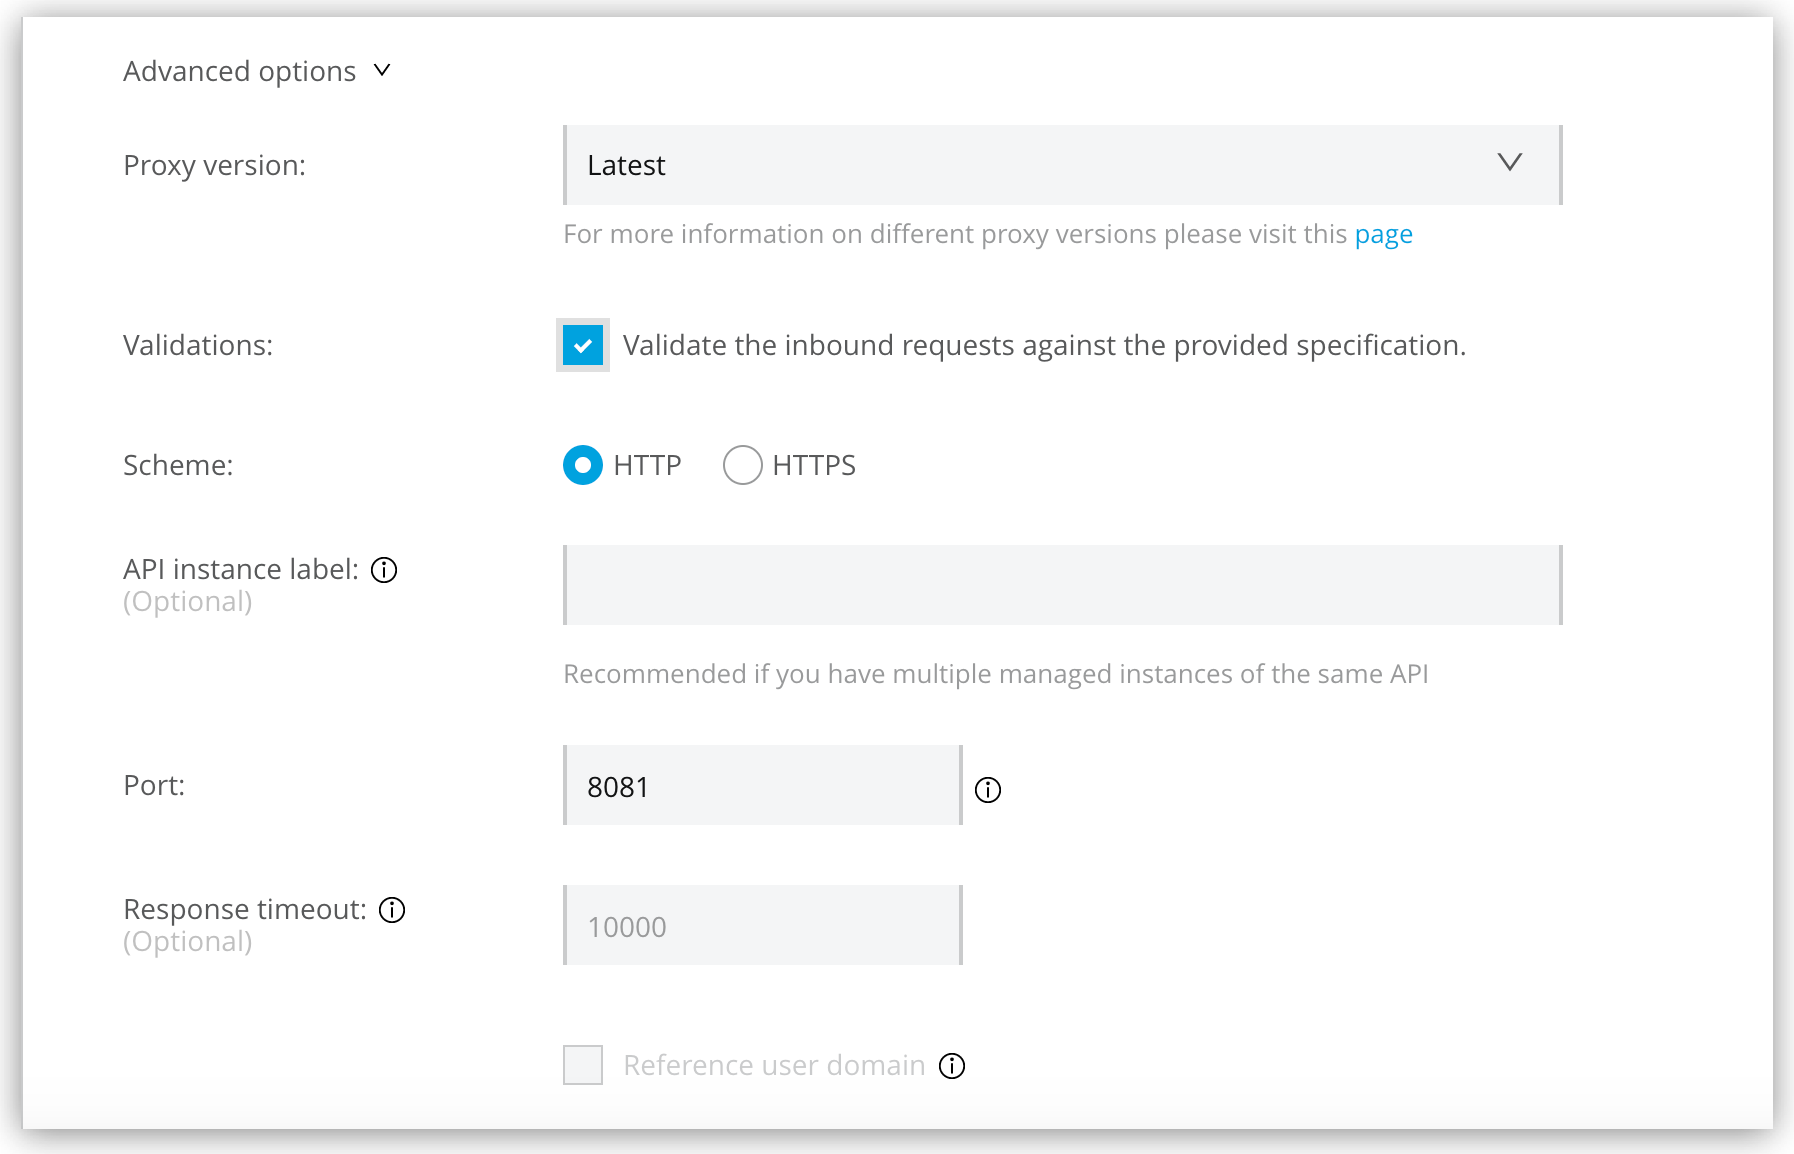 Advanced options
Proxy version:
Latest
For more information on different proxy versions please visit this page
Validations:
Validate the inbound requests against the provided specification.
Scheme:
HTTP
HTTPS
API instance label:
(Optional)
Recommended if you have multiple managed instances of the same API
Port:
8081
Response timeout:
(Optional)
10000
Reference user domain